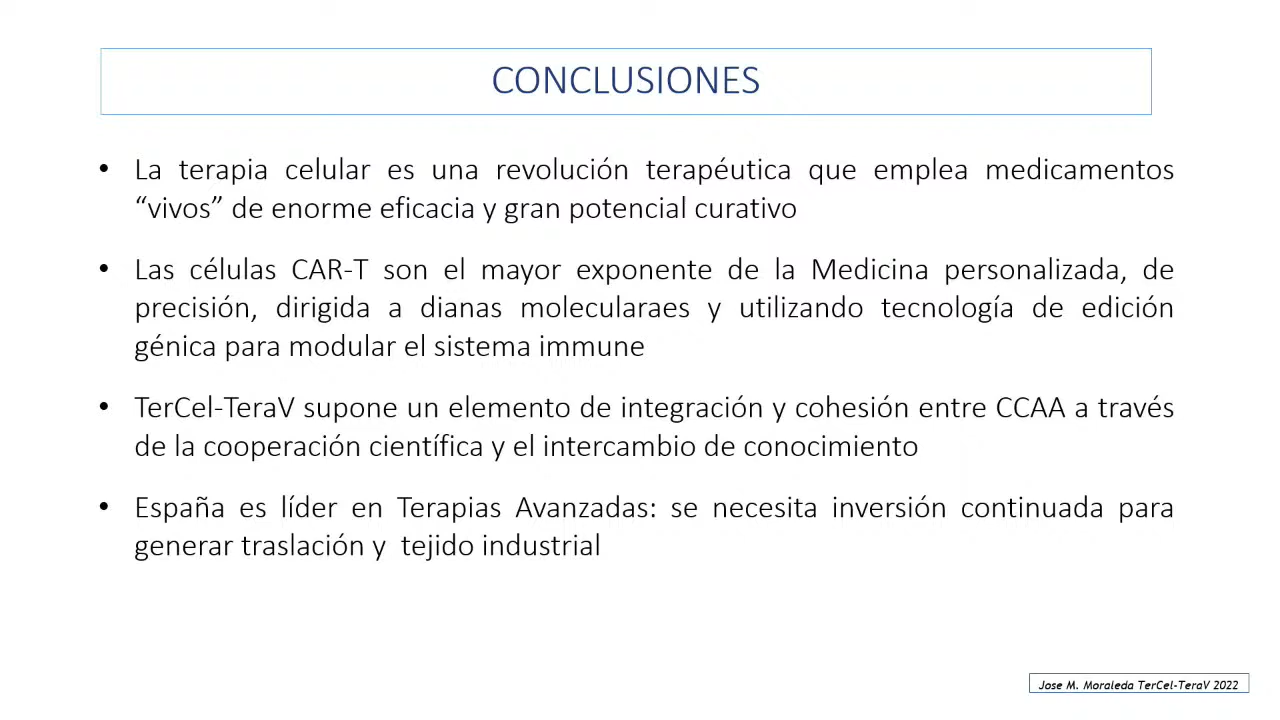 CONCLUSIONES
• La terapia celular es una revolución terapéutica que emplea medicamentos
“vivos” de enorme eficacia y gran potencial curativo
• Las células CAR-T son el mayor exponente de la Medicina personalizada, de
precisión, dirigida a dianas molecularaes y utilizando tecnología de edición
génica para modular el sistema immune
• TerCel-TeraV supone un elemento de integración y cohesión entre CCAA a través
de la cooperación científica y el intercambio de conocimiento
• España es líder en Terapias Avanzadas: se necesita inversión continuada para
generar traslación y  tejido industrial
Jose M. Moraleda TerCel-TeraV 2022